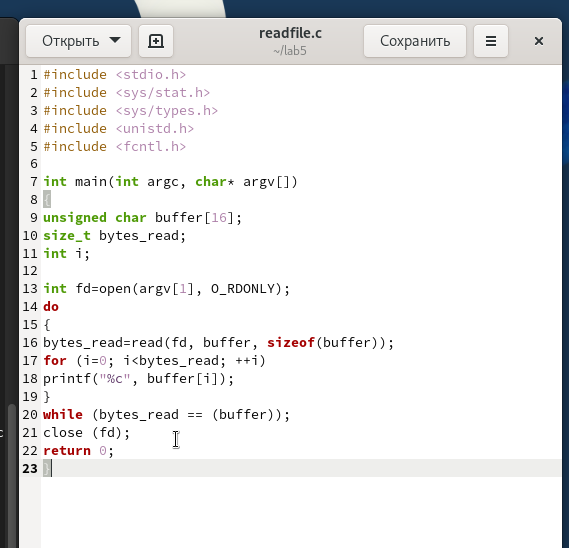 Открыть
readfile.c
~/lab5
Сохранить
1 #include <stdio.h>
2 #include <sys/stat.h>
3 #include <sys/types.h>
4 #include <unistd.h>
5 #include <fcntl.h>
6
7 int main(int argc, char* argv[])
8 {
9 unsigned char buffer[16];
10 size_t bytes_read;
11 int i;
12
13 int fd=open(argv[1], O_RDONLY);
14 do
15 {
16 bytes_read=read(fd, buffer, sizeof(buffer));
17 for (i=0; i<bytes_read; ++i)
18 printf("%c", buffer[i]);
19 }
20 while (bytes_read == (buffer));
21 close (fd);
22 return 0;
23 }